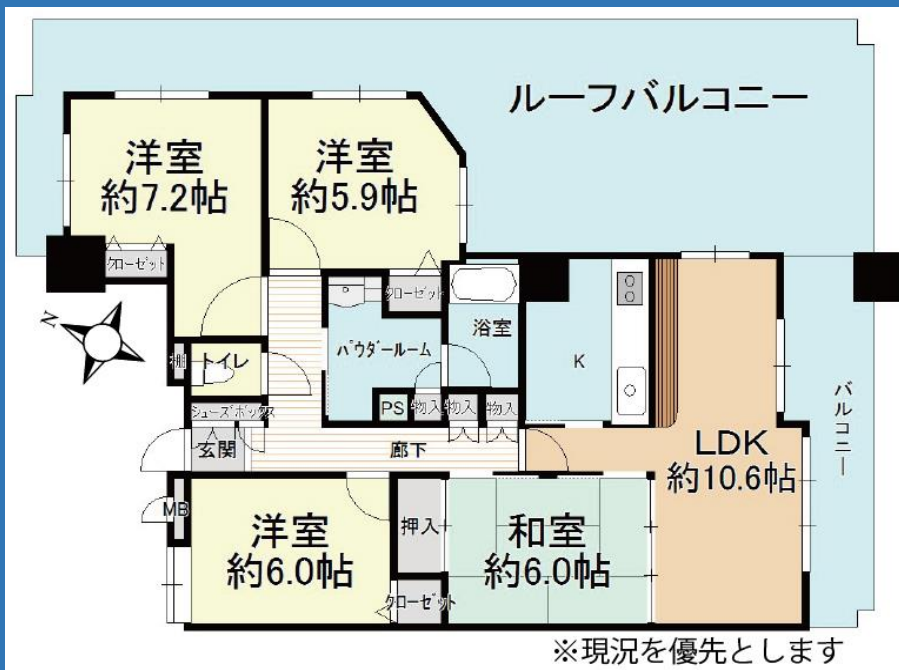 ルーフバルコニー
洋室
約7.2帖
洋室
約5.9帖
クローゼット
クローゼット
浴室
パウダールーム
K
バルコニー
N
棚
トイレ
PS
物入
物入
物入
シューズボックス
玄関
廊下
LDK
約10.6帖
MB
洋室
約6.0帖
押入
和室
約6.0帖
クローゼット
※現況を優先とします